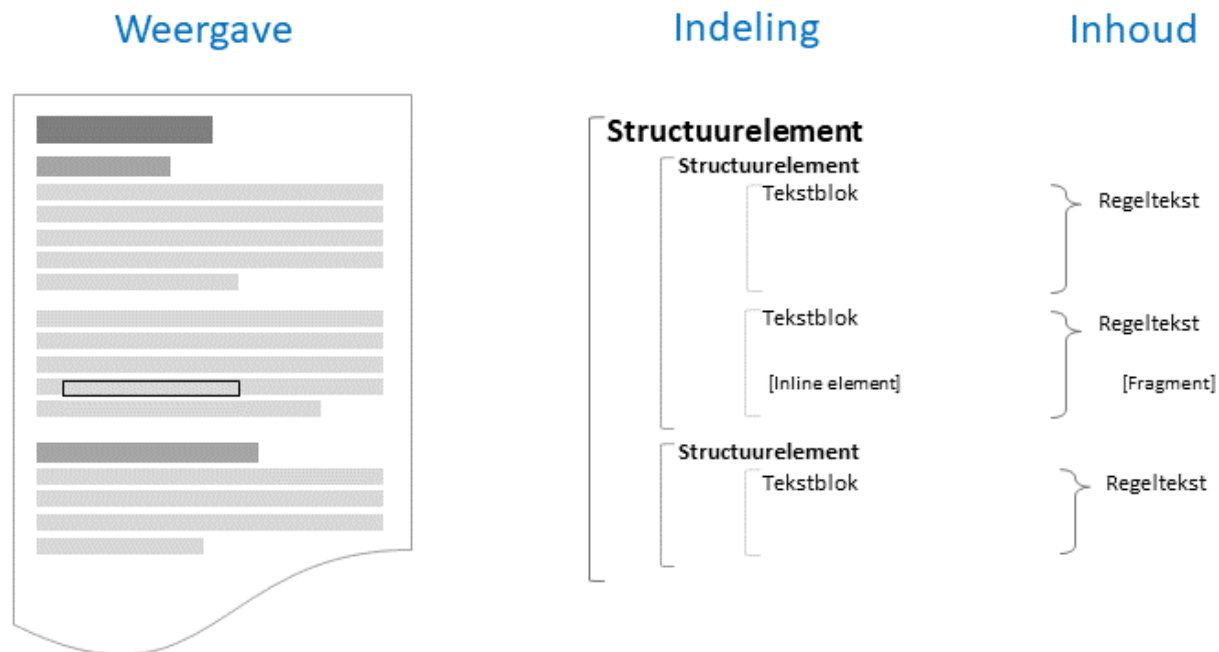 Weergave
Indeling
Inhoud
Structuurelement
Structuurelement
Tekstblok
Regeltekst
Tekstblok
Regeltekst
[Inline element]
[Fragment]
Structuurelement
Tekstblok
Regeltekst